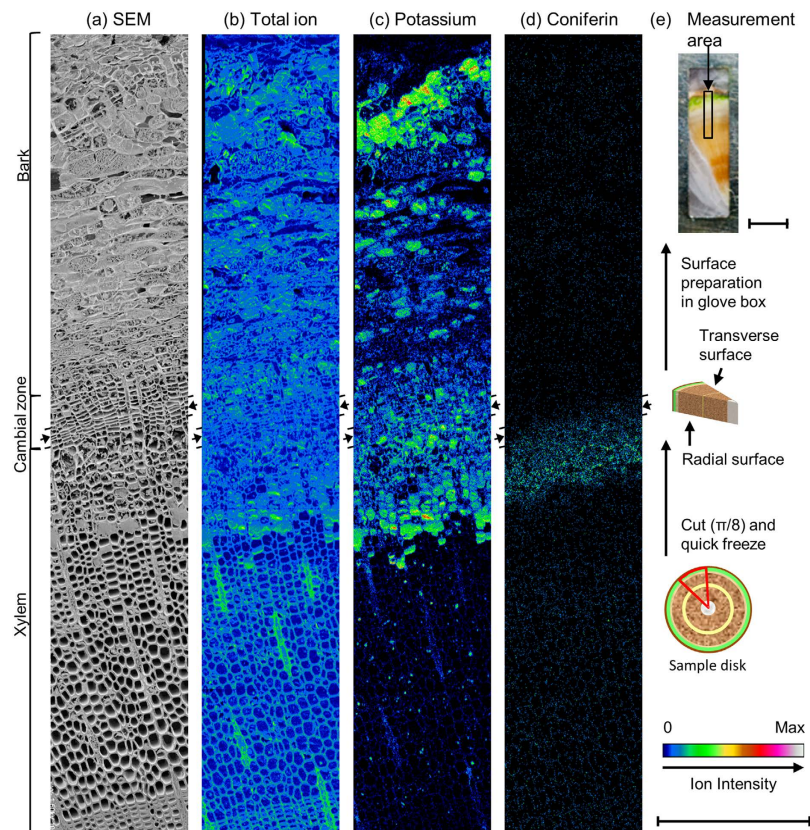 (a) SEM
(b) Total ion
(c) Potassium
(d) Coniferin
(e) Measurement
area
Bark
Cambial zone
Xylem
Surface
preparation
in glove box
Transverse
surface
Radial surface
Cut (π/8) and
quick freeze
Sample disk
0 Max
Ion Intensity